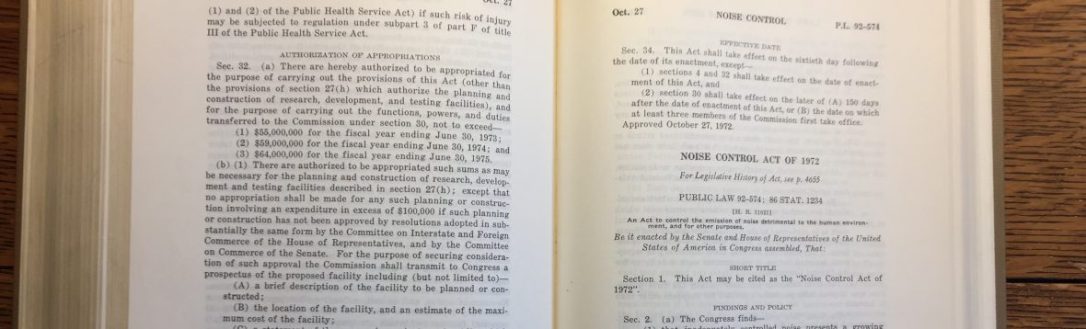 Oct. 27
(1) and (2) of the Public Health Service Act) if such risk of injury
may be subjected to regulation under subpart 3 of part F of title
III of the Public Health Service Act.
AUTHORIZATION OF APPROPRIATIONS
Sec. 32. (a) There are hereby authorized to be appropriated for
the purpose of carrying out the provisions of this Act (other than
the provisions of section 27(h) which authorize the planning and
construction of research, development, and testing facilities), and
for the purpose of carrying out the functions, powers, and duties
transferred to the Commission under section 30, not to exceed—
(1) $55,000,000 for the fiscal year ending June 30, 1973;
(2) $59,000,000 for the fiscal year ending June 30, 1974; and
(3) $64,000,000 for the fiscal year ending June 30, 1975.
(b) (1) There are authorized to be appropriated such sums as may
be necessary for the planning and construction of research, develop-
ment and testing facilities described in section 27(h); except that
no appropriation shall be made for any such planning or construc-
tion involving an expenditure in excess of $100,000 if such planning
or construction has not been approved by resolutions adopted in sub-
stantially the same form by the Committee on Interstate and Foreign
Commerce of the House of Representatives, and by the Committee
on Commerce of the Senate. For the purpose of securing considera-
tion of such approval the Commission shall transmit to Congress a
prospectus of the proposed facility including (but not limited to)—
(A) a brief description of the facility to be planned or con-
structed;
(B) the location of the facility, and an estimate of the maxi-
mum cost of the facility;
Oct. 27 NOISE CONTROL P.L. 92–574
EFFECTIVE DATE
Sec. 34. This Act shall take effect on the sixtieth day following
the date of its enactment, except—
(1) sections 4 and 32 shall take effect on the date of enact-
ment of this Act, and
(2) section 30 shall take effect on the later of (A) 150 days
after the date of enactment of this Act, or (B) the date on which
at least three members of the Commission first take office.
Approved October 27, 1972.
NOISE CONTROL ACT OF 1972
For Legislative History of Act, see p. 4655
PUBLIC LAW 92–574; 86 STAT. 1234
An Act to control the emission of noise detrimental to the human environ-
ment, and for other purposes.
Be it enacted by the Senate and House of Representatives of the United
States of America in Congress assembled, That:
SHORT TITLE
Section 1. This Act may be cited as the "Noise Control Act of
1972".
FINDINGS AND POLICY
Sec. 2. (a) The Congress finds—
(1) that inadequately controlled noise presents a growing